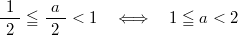 1/2 ≦ a/2 < 1 ⟺ 1 ≦ a < 2